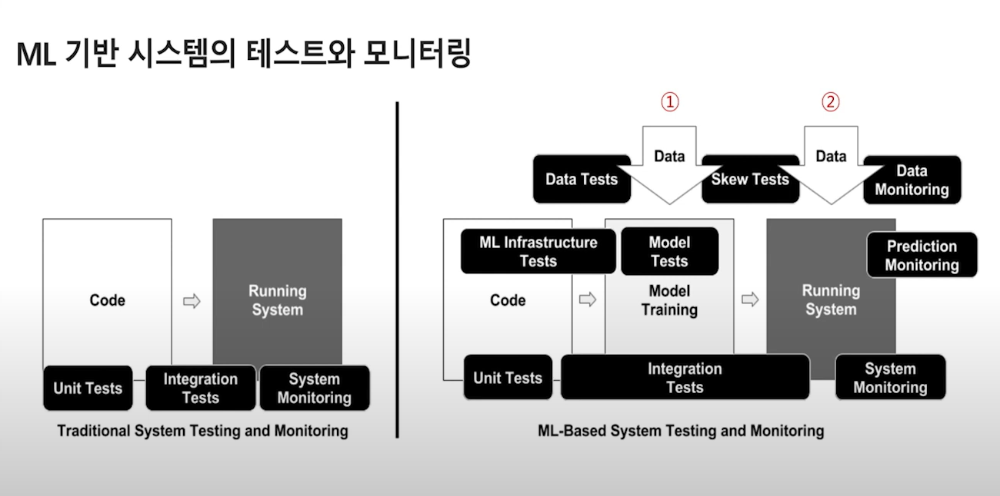 ML 기반 시스템의 테스트와 모니터링
Code
Running
System
Unit Tests
Integration
Tests
System
Monitoring
Traditional System Testing and Monitoring
①
②
Data
Data
Data Tests
Skew Tests
Data
Monitoring
ML Infrastructure
Tests
Model
Tests
Prediction
Monitoring
Code
Model
Training
Running
System
Unit Tests
Integration
Tests
System
Monitoring
ML-Based System Testing and Monitoring